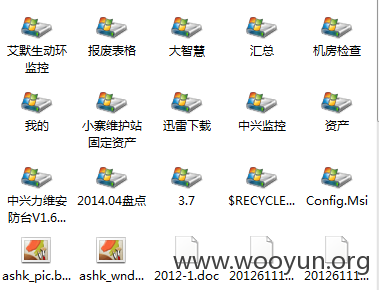 艾默生动环
监控
报废表格
大智慧
汇总
机房检查
我的
小寨维护站
固定资产
迅雷下载
中兴监控
资产
中兴力维安
防台V1.6...
2014.04盘点
3.7
$RECYCLE...
Config.Msi
www.wooyun.org
ashk_pic.b...
ashk_wnd...
2012-1.doc
20126111...
20126111...